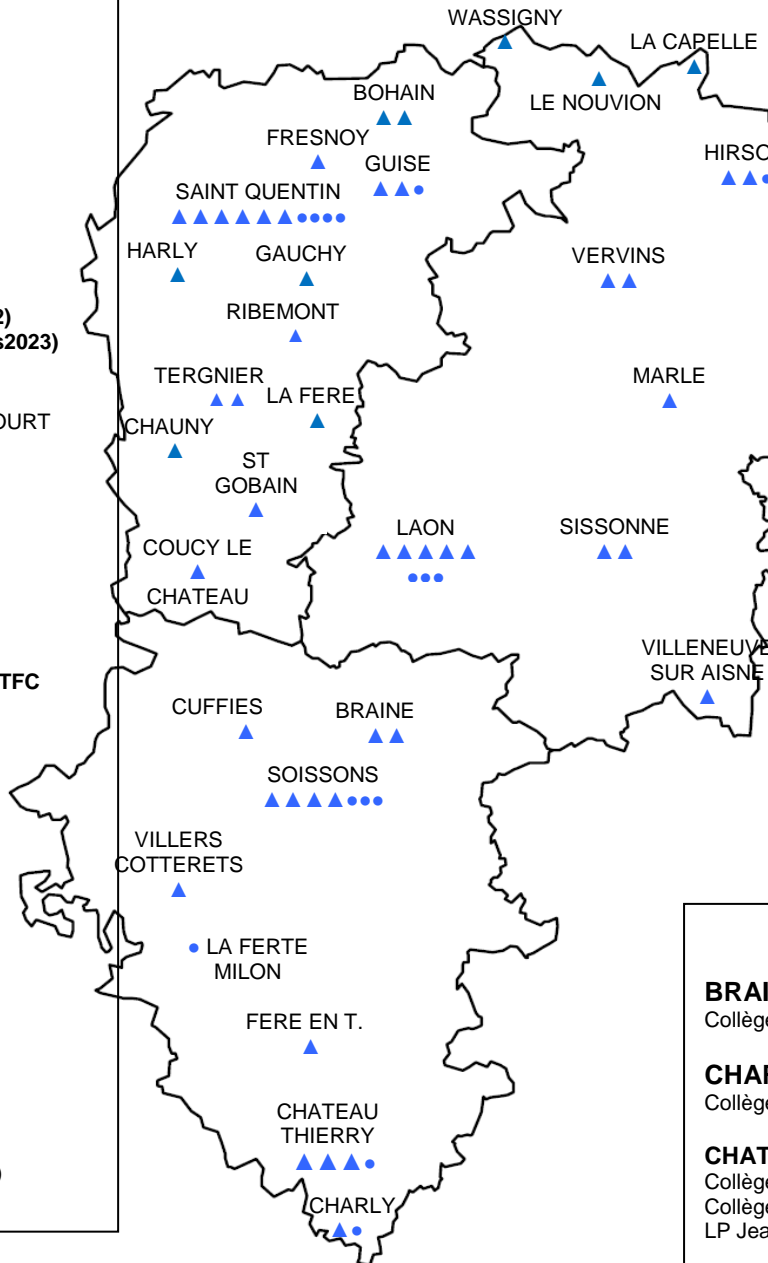 WASSIGNY
LA CAPELLE
BOHAIN
LE NOUVION
FRESNOY
GUISE
HIRSO
SAINT QUENTIN
HARLY
GAUCHY
VERVINS
RIBEMONT
2)
s2023)
TERGNIER
LA FERE
MARLE
OURT
CHAUNY
ST
GOBAIN
LAON
SISSONNE
COUCY LE
CHATEAU
VILLENEUVE
SUR AISNE
TFC
CUFFIES
BRAINE
SOISSONS
VILLERS
COTTERETS
LA FERTE
MILON
FERE EN T.
CHATEAU
THIERRY
)
CHARLY
BRAI
Collège
CHAR
Collège
CHAT
Collège
Collège
LP Jea